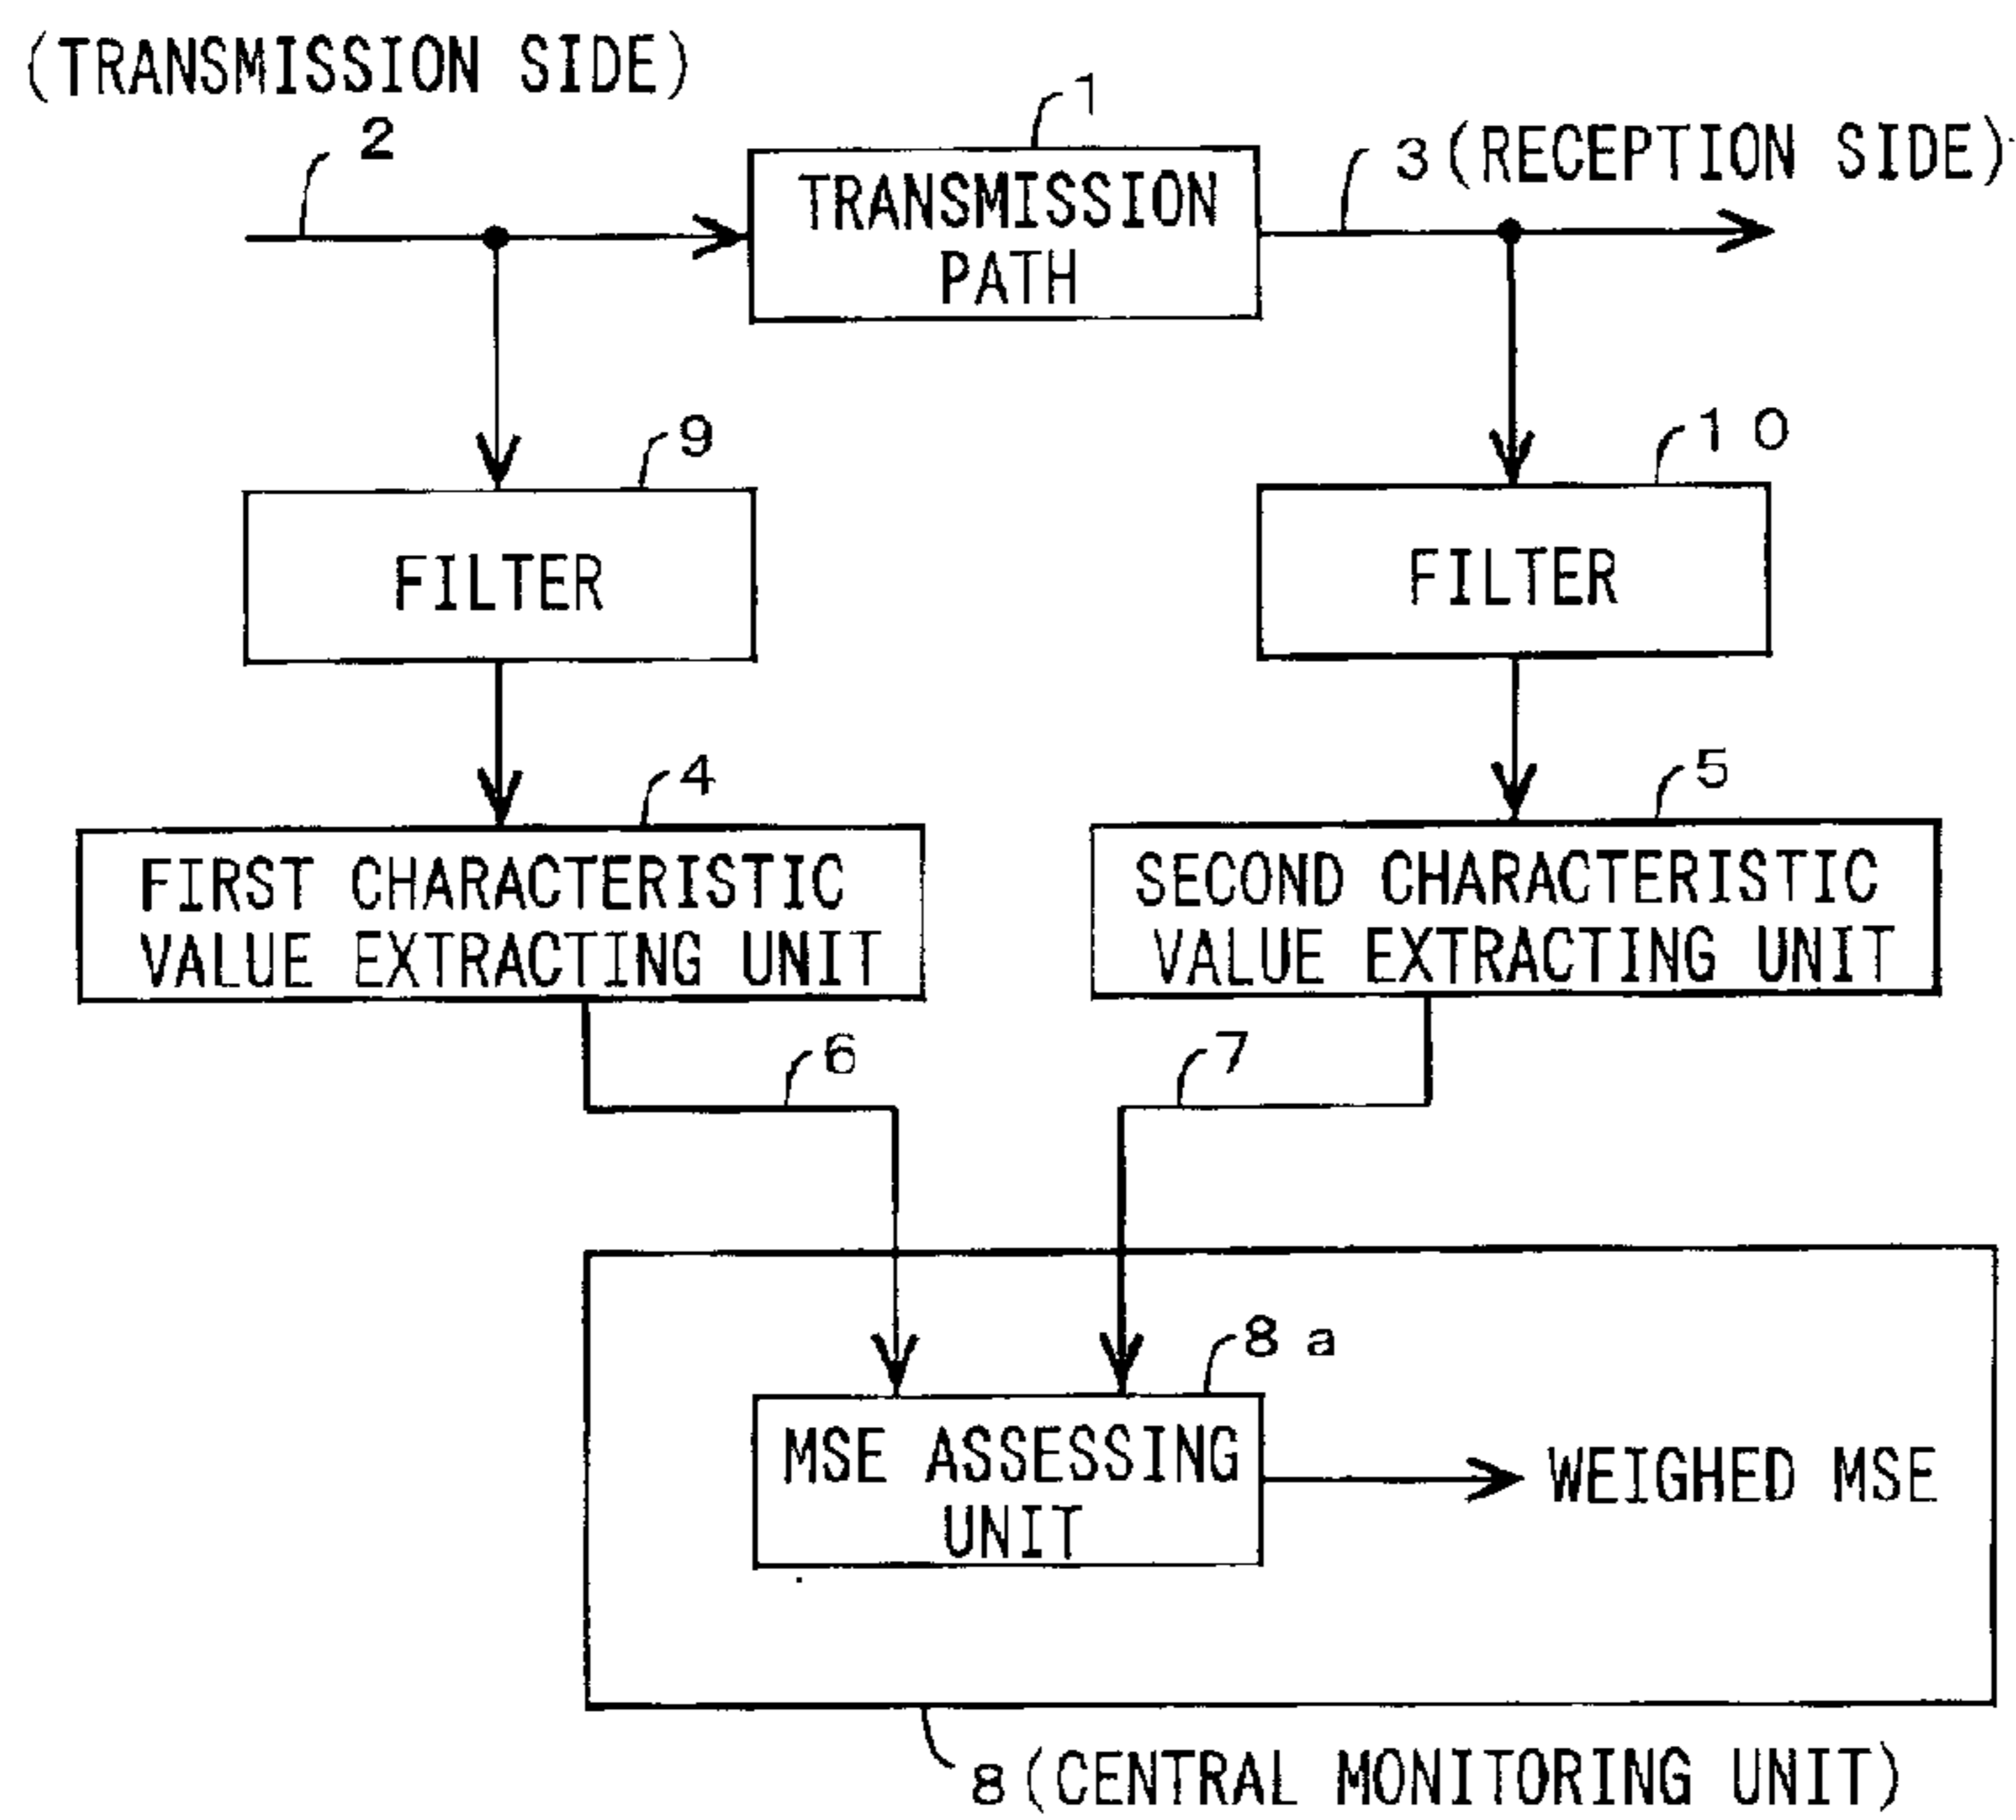 (TRANSMISSION SIDE)
2
1
3 (RECEPTION SIDE)
TRANSMISSION
PATH
9
10
FILTER
FILTER
4
5
FIRST CHARACTERISTIC
VALUE EXTRACTING UNIT
SECOND CHARACTERISTIC
VALUE EXTRACTING UNIT
6
7
8a
MSE ASSESSING
UNIT
WEIGHED MSE
8 (CENTRAL MONITORING UNIT)